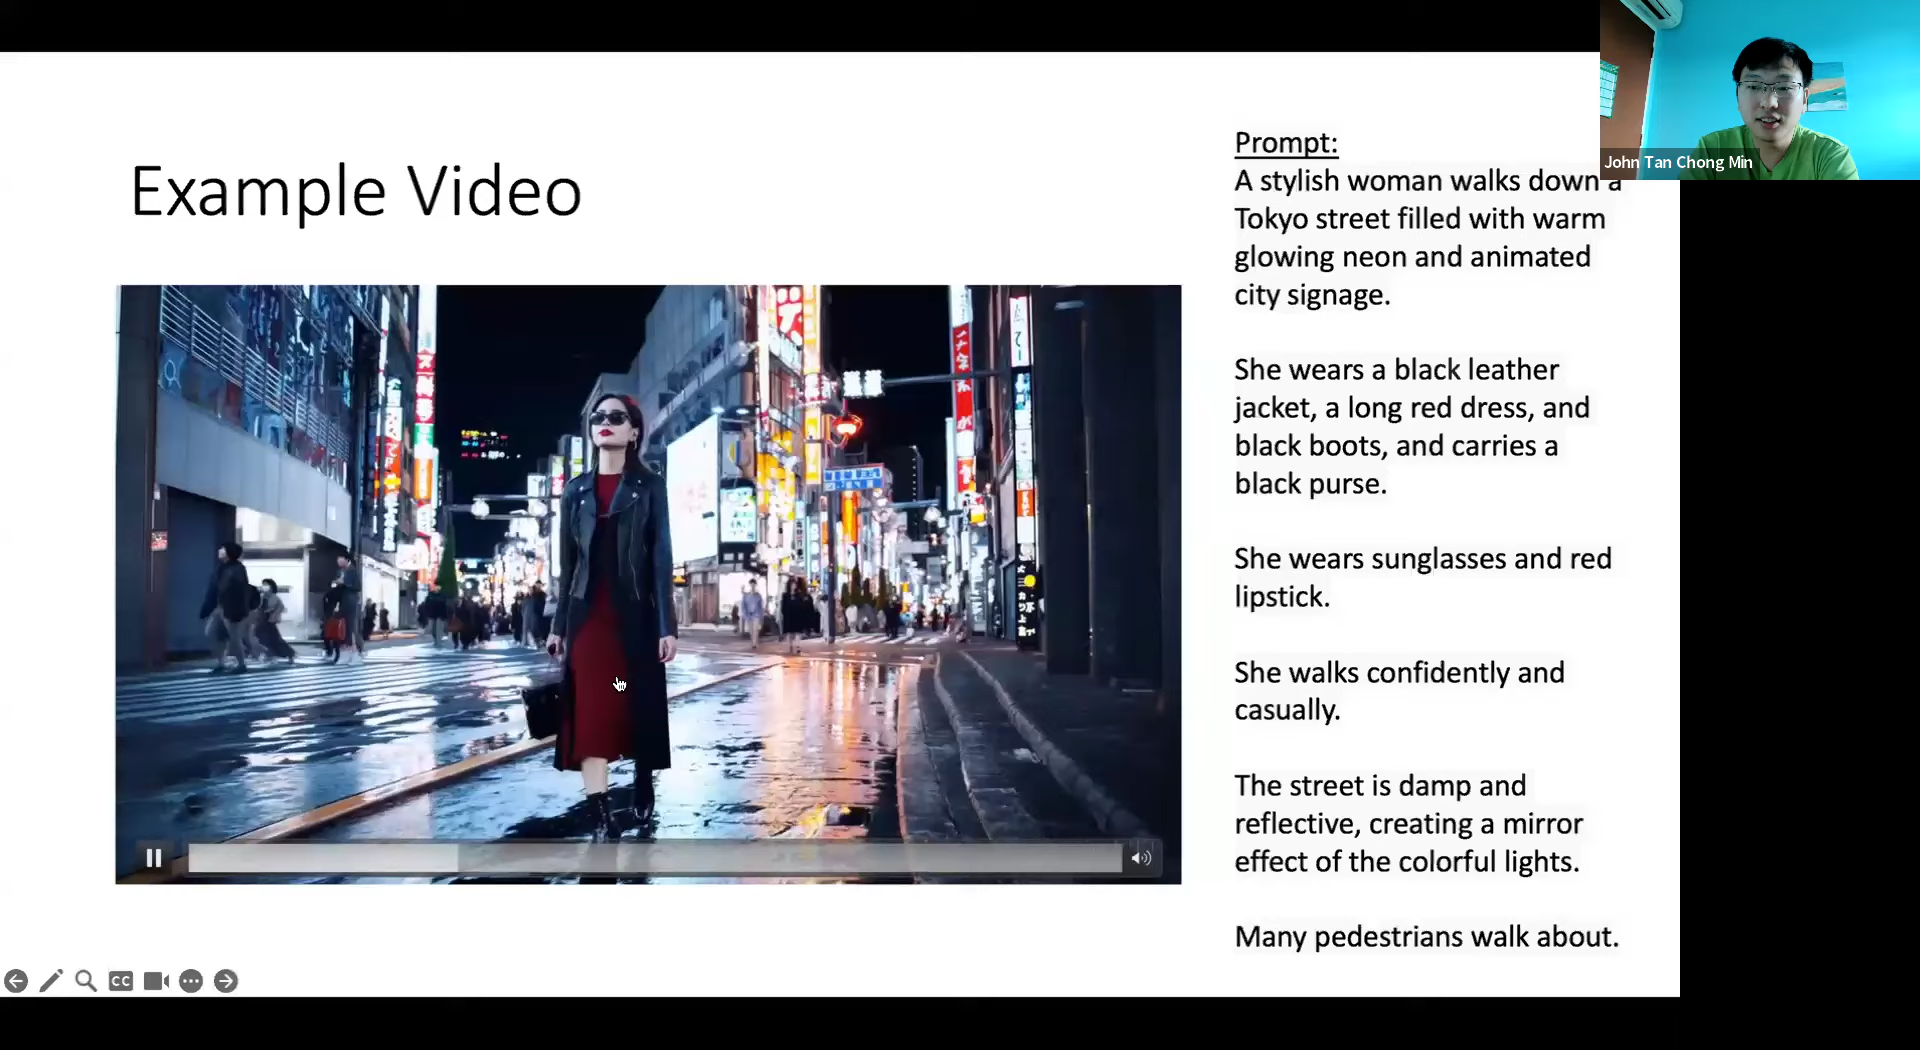 John Tan Chong Min
Example Video
Prompt:
A stylish woman walks down a
Tokyo street filled with warm
glowing neon and animated
city signage.
She wears a black leather
jacket, a long red dress, and
black boots, and carries a
black purse.
She wears sunglasses and red
lipstick.
She walks confidently and
casually.
The street is damp and
reflective, creating a mirror
effect of the colorful lights.
Many pedestrians walk about.
CC